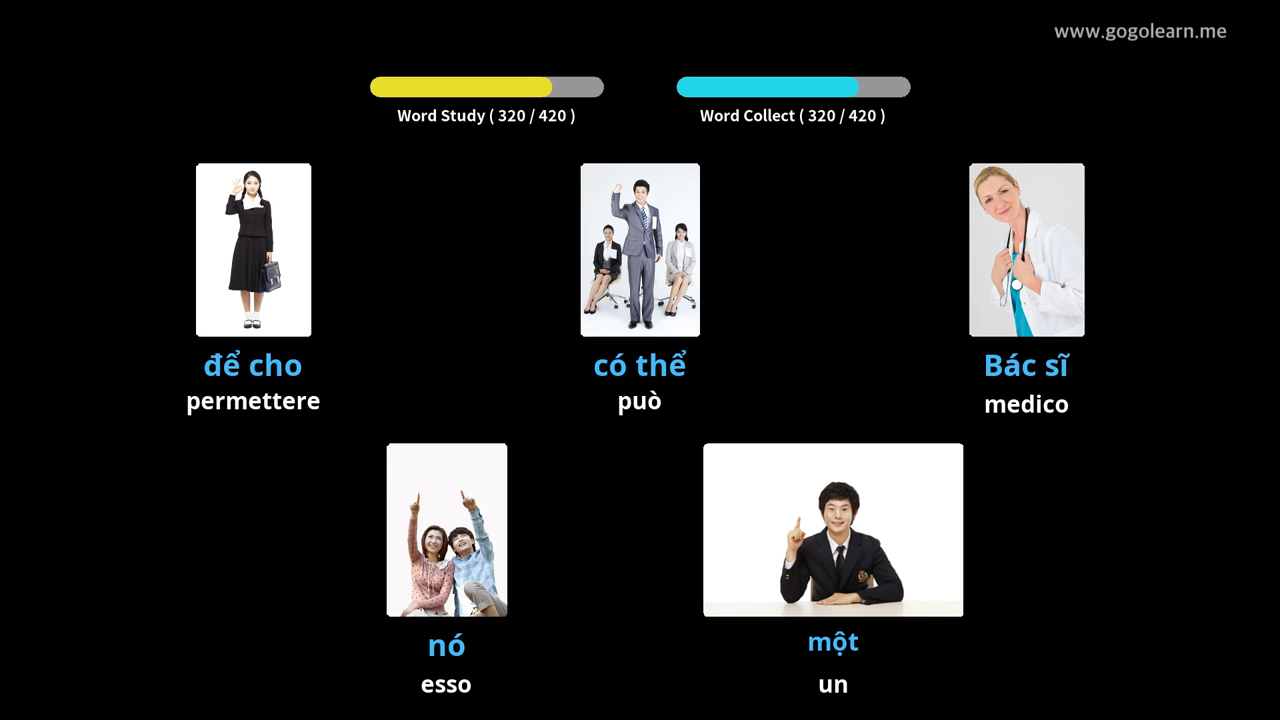 www.gogolearn.me
Word Study ( 320 / 420 )
Word Collect ( 320 / 420 )
để cho
permettere
có thể
può
Bác sĩ
medico
nó
esso
một
un